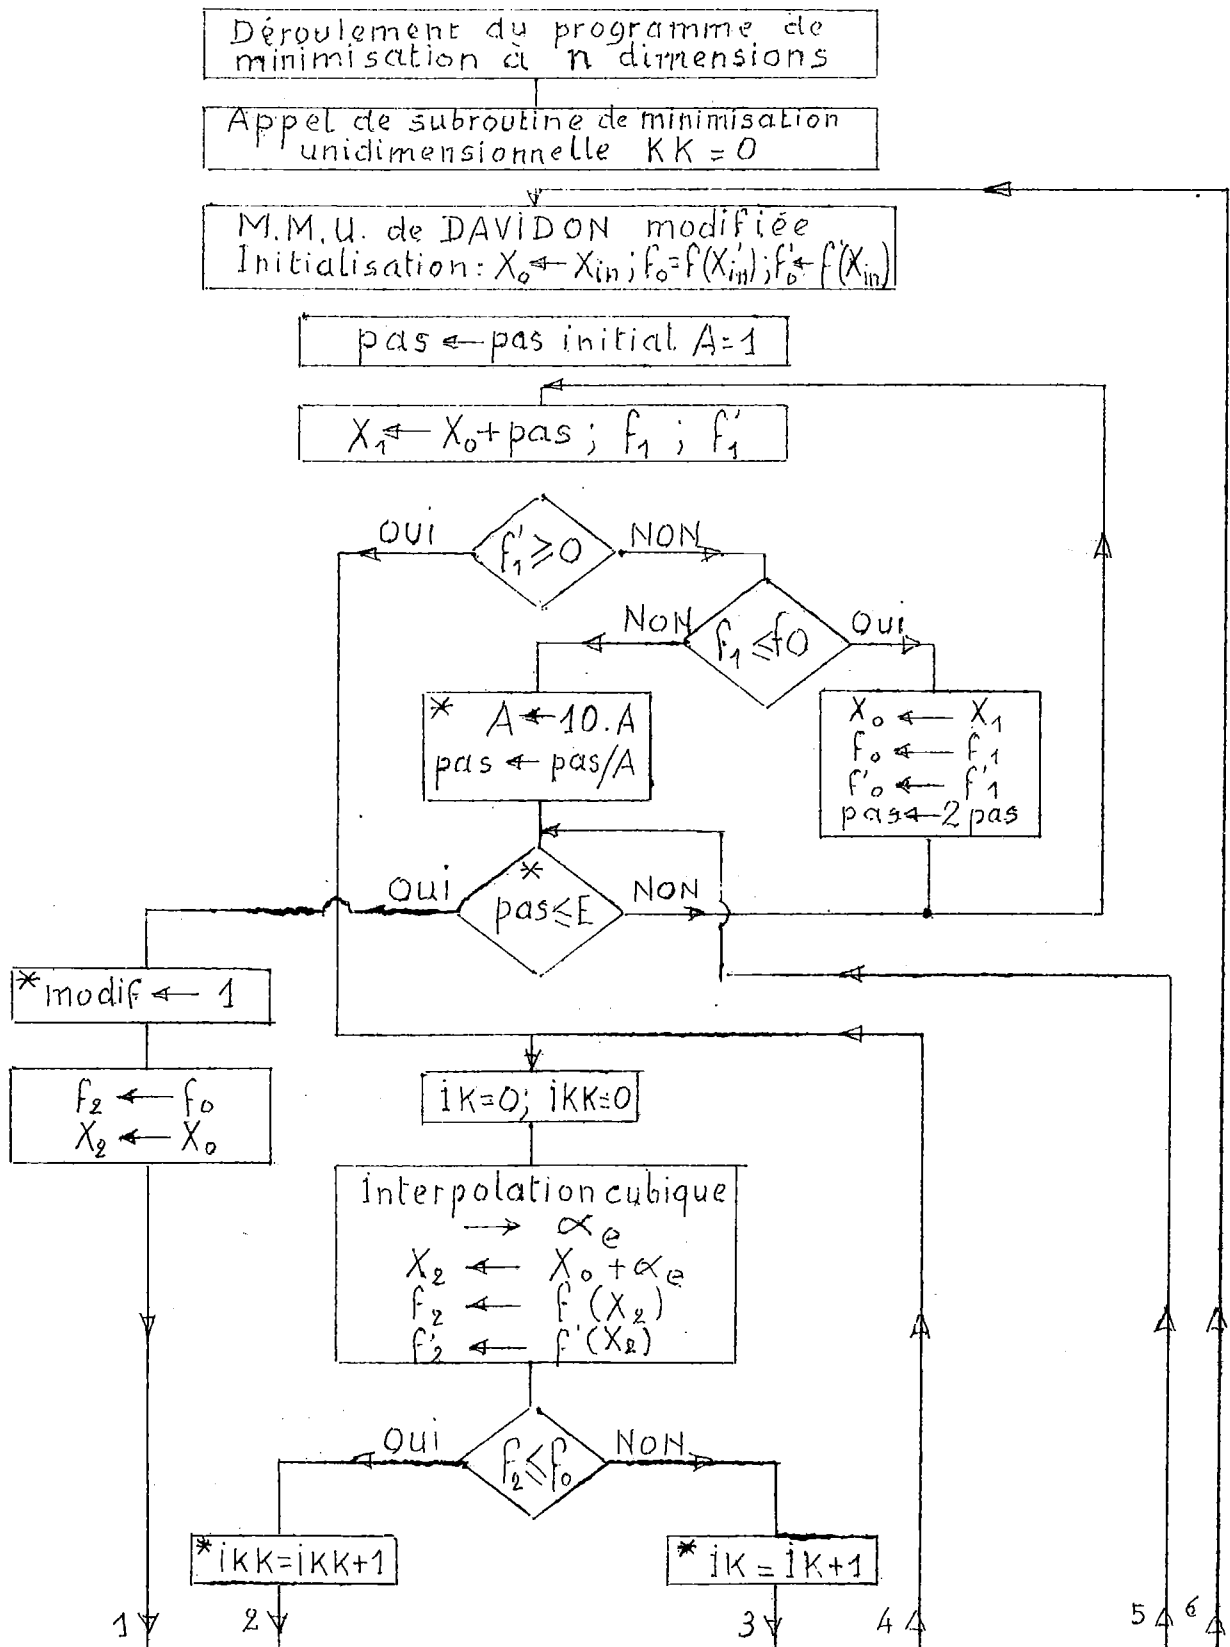 Déroulement du programme de
minimisation à n dimensions
Appel de subroutine de minimisation
unidimensionnelle KK = 0
M.M.U. de DAVIDON modifiée
Initialisation: X₀ ← Xin ; f₀=f(X'in) ; f'₀ ← f'(Xin)
pas ← pas initial A=1
X₁ ← X₀+pas ; f₁ ; f'₁
OUI
f'₁ ≥ 0
NON
NON
f₁ ≤ f0
OUI
* A ← 10.A
pas ← pas/A
X₀ ← X₁
f₀ ← f₁
f'₀ ← f'₁
pas ← 2 pas
OUI
*
pas ≤ E
NON
* modif ← 1
f₂ ← f₀
X₂ ← X₀
iK=0; iKK=0
Interpolation cubique
→ αe
X₂ ← X₀ + αe
f₂ ← f(X₂)
f'₂ ← f'(X₂)
OUI
f₂ ≤ f₀
NON
* iKK=iKK+1
* iK = iK+1
1 2 3 4 5 6